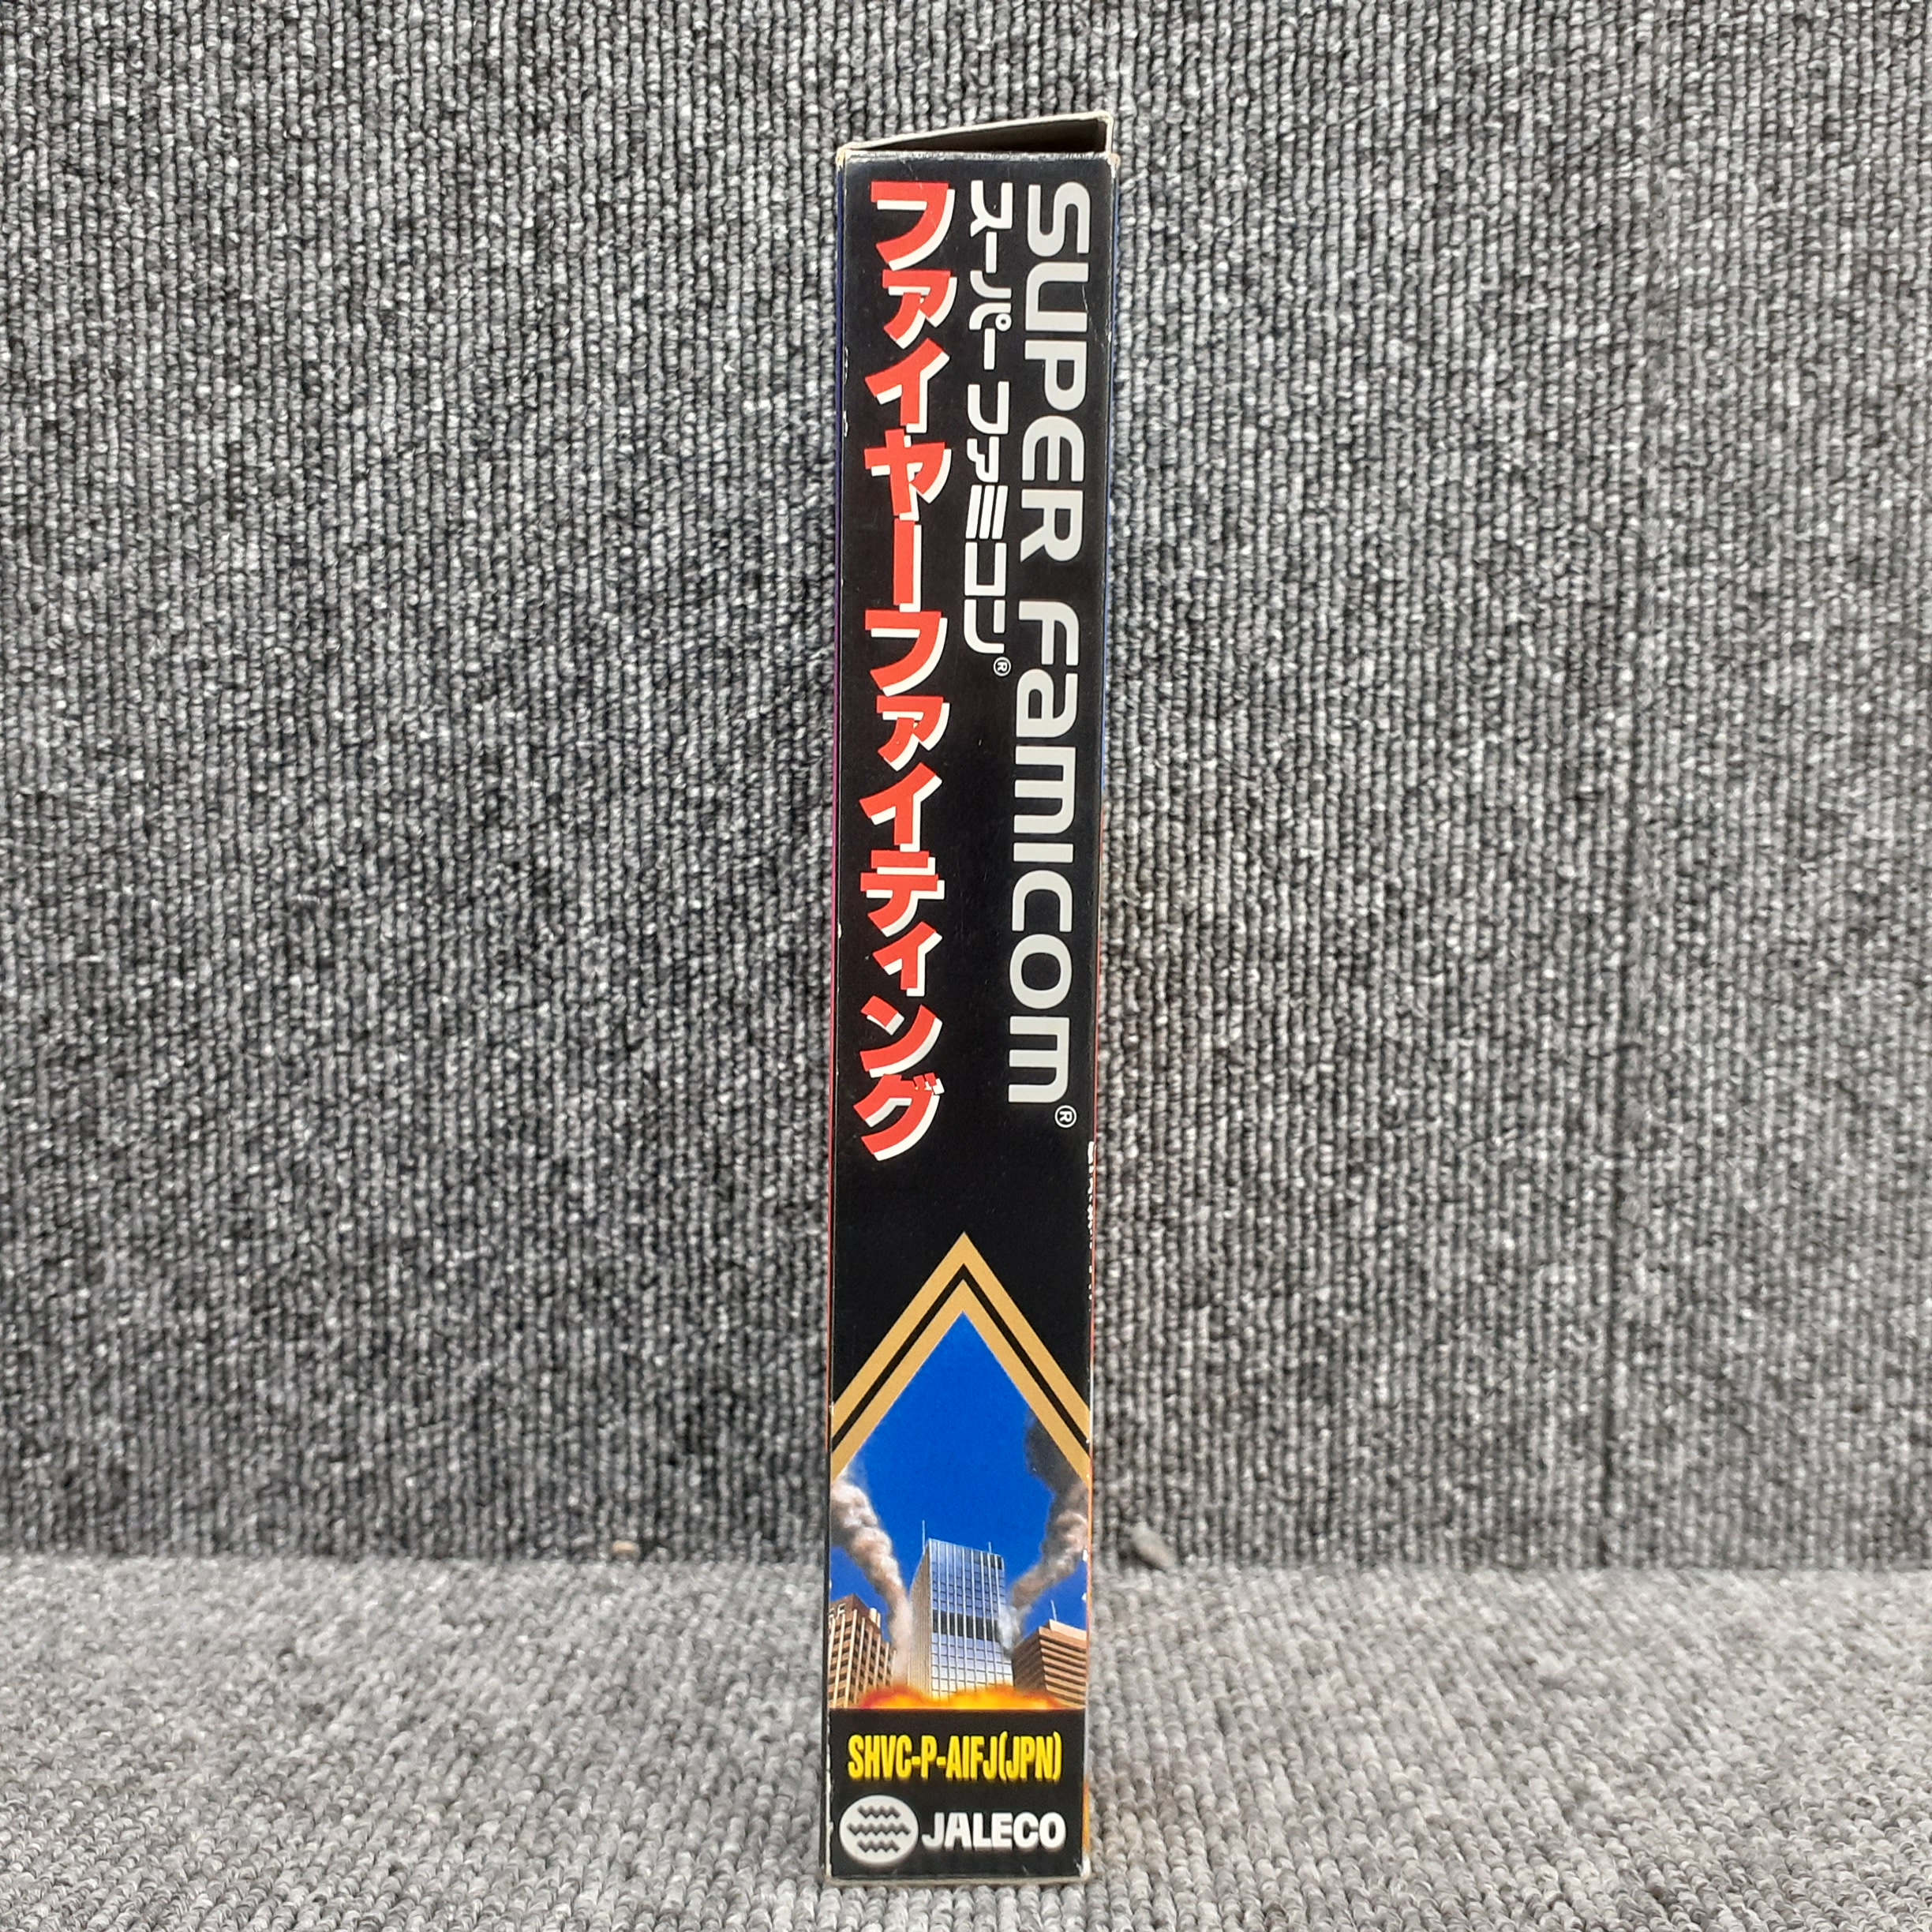 SUPER FAMICOM®
スーパーファミコン®
ファイヤーファイティング
SHVC-P-AIFJ(JPN)
JALECO